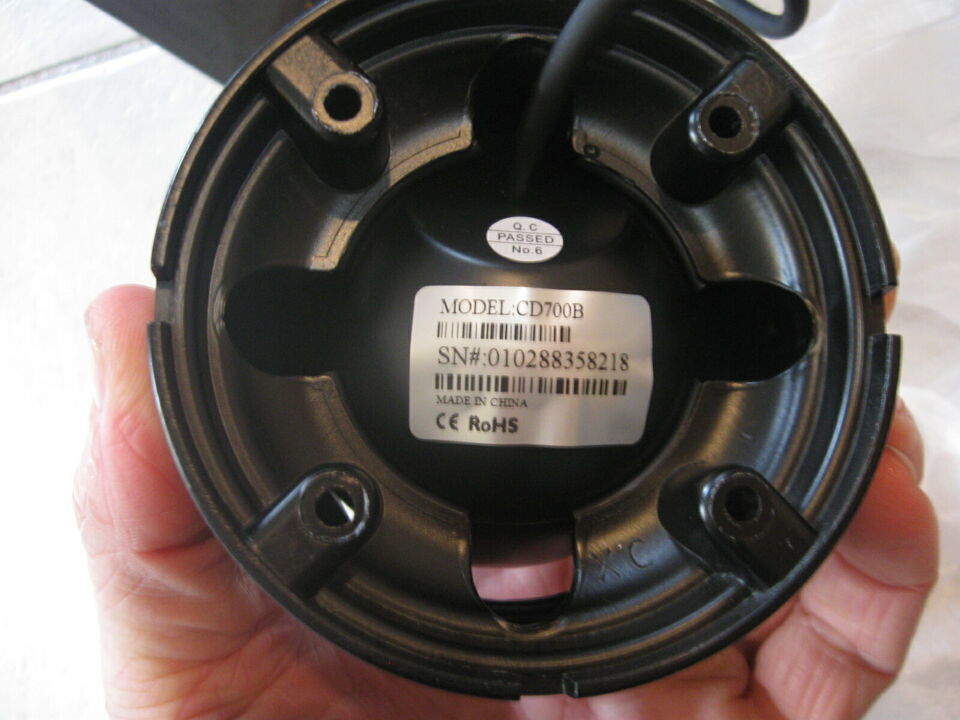 Q.C
PASSED
No.6
MODEL:CD700B
SN#:010288358218
MADE IN CHINA
CE RoHS
X'C